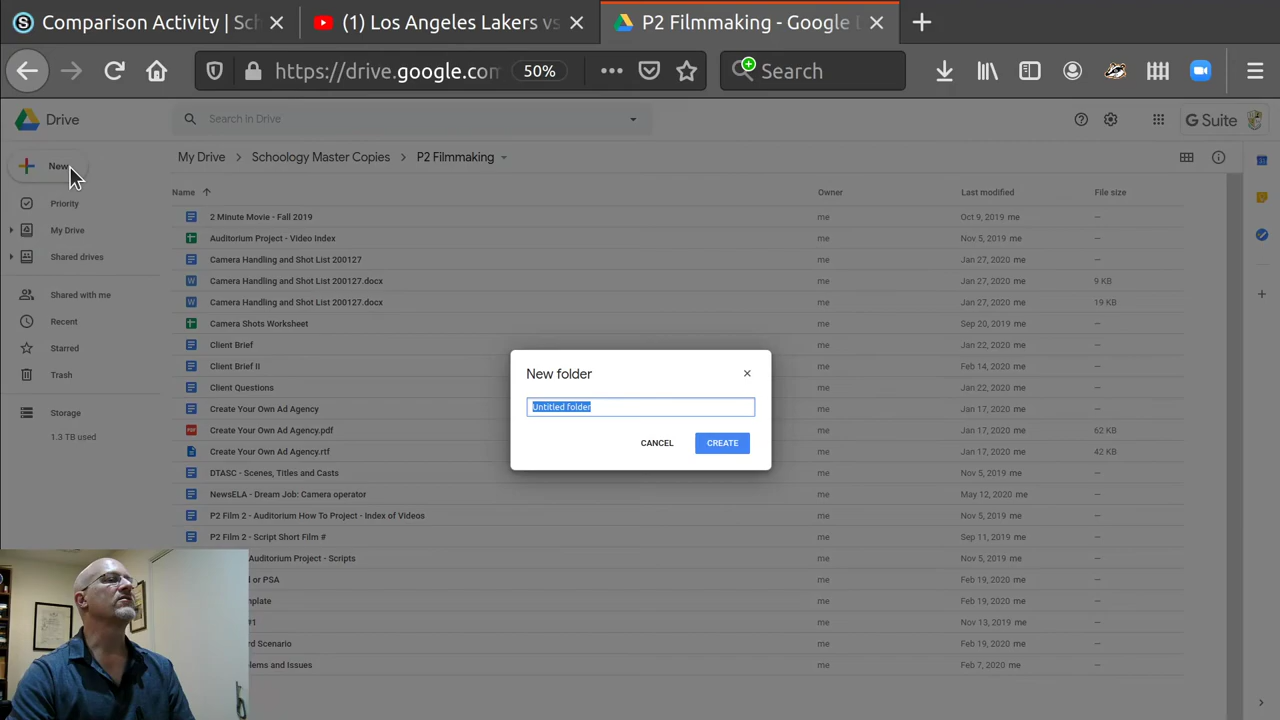 Comparison Activity | Sch
(1) Los Angeles Lakers vs
P2 Filmmaking - Google D
https://drive.google.com
50%
Search
Drive
Search in Drive
G Suite
New
My Drive
Schoology Master Copies
P2 Filmmaking
Priority
My Drive
Shared drives
Shared with me
Recent
Starred
Trash
Storage
1.3 TB used
Name Owner Last modified File size
2 Minute Movie - Fall 2019 me Oct 9, 2019 me —
Auditorium Project - Video Index me Nov 5, 2019 me —
Camera Handling and Shot List 200127 me Jan 27, 2020 me —
Camera Handling and Shot List 200127.docx me Jan 27, 2020 me 9 KB
Camera Handling and Shot List 200127.docx me Jan 27, 2020 me 19 KB
Camera Shots Worksheet me Sep 20, 2019 me —
Client Brief me Jan 22, 2020 me —
Client Brief II me Feb 14, 2020 me —
Client Questions me Jan 22, 2020 me —
Create Your Own Ad Agency me Jan 17, 2020 me —
Create Your Own Ad Agency.pdf me Jan 17, 2020 me 62 KB
Create Your Own Ad Agency.rtf me Jan 17, 2020 me 42 KB
DTASC - Scenes, Titles and Casts me Nov 5, 2019 me —
NewsELA - Dream Job: Camera operator me May 12, 2020 me —
P2 Film 2 - Auditorium How To Project - Index of Videos me Nov 5, 2019 me —
P2 Film 2 - Script Short Film # me Sep 11, 2019 me —
Auditorium Project - Scripts me Nov 5, 2019 me —
d or PSA me Feb 19, 2020 me —
mplate me Feb 19, 2020 me —
#1 me Nov 13, 2019 me —
rd Scenario me Feb 19, 2020 me —
lems and Issues me Feb 7, 2020 me —
New folder
Untitled folder
CANCEL
CREATE